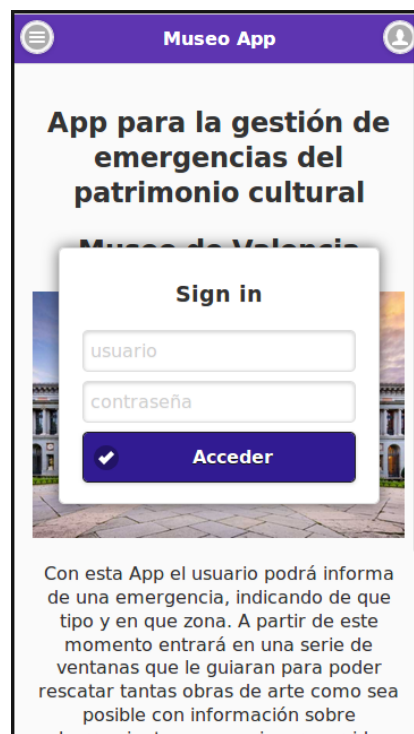 Museo App
App para la gestión de
emergencias del
patrimonio cultural
Museo de Valencia
Sign in
usuario
contraseña
Acceder
Con esta App el usuario podrá informa
de una emergencia, indicando de que
tipo y en que zona. A partir de este
momento entrará en una serie de
ventanas que le guiaran para poder
rescatar tantas obras de arte como sea
posible con información sobre